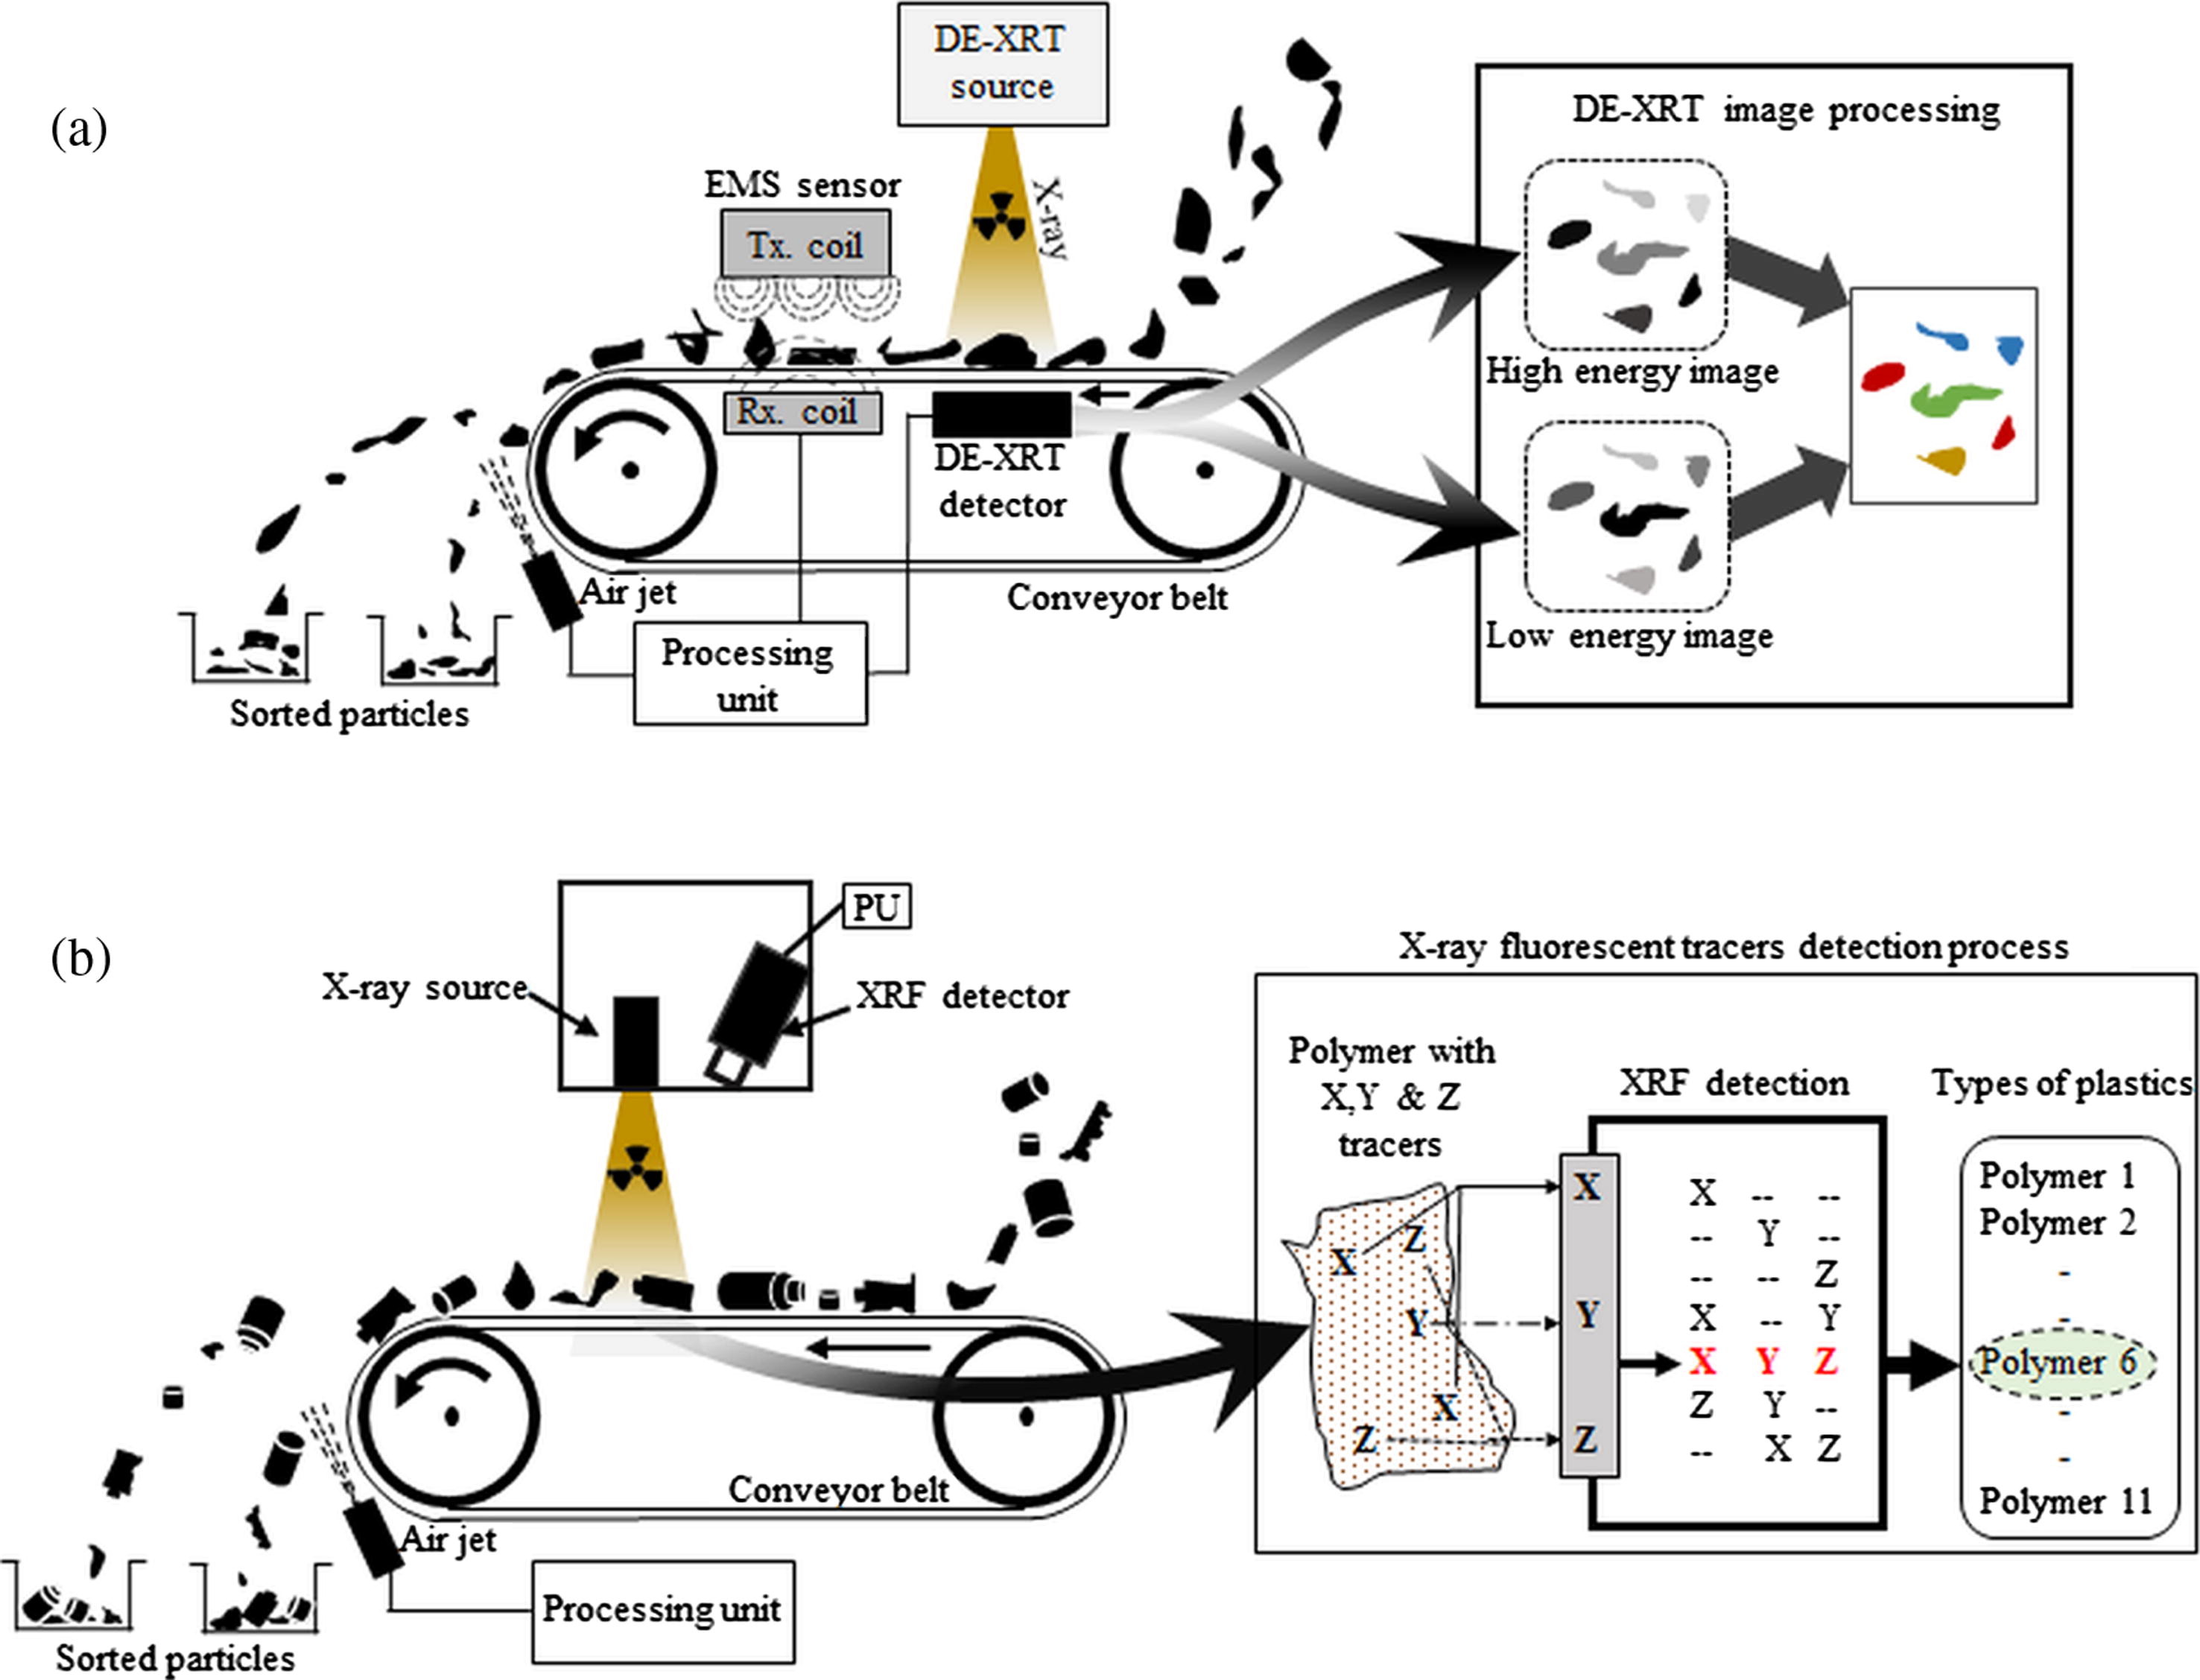 (a)
DE-XRT
source
X-ray
EMS sensor
Tx. coil
Rx. coil
DE-XRT
detector
Air jet
Conveyor belt
Processing
unit
Sorted particles
DE-XRT image processing
High energy image
Low energy image
(b)
PU
X-ray source
XRF detector
Conveyor belt
Air jet
Processing unit
Sorted particles
X-ray fluorescent tracers detection process
Polymer with
X,Y & Z
tracers
X
Z
Y
X
Z
X
Y
Z
XRF detection
X -- --
-- Y --
-- -- Z
X -- Y
X Y Z
Z Y --
-- X Z
Types of plastics
Polymer 1
Polymer 2
-
-
Polymer 6
-
-
Polymer 11